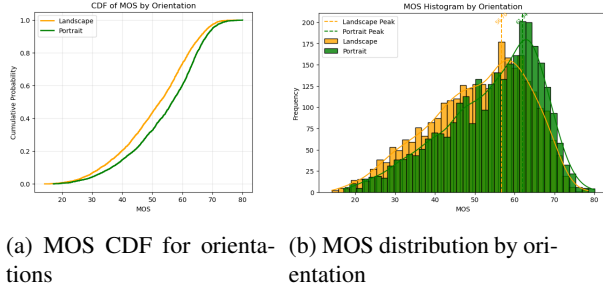 CDF of MOS by Orientation
Landscape
Portrait
Cumulative Probability
1.0
0.8
0.6
0.4
0.2
0.0
20 30 40 50 60 70 80
MOS
MOS Histogram by Orientation
Landscape Peak
Portrait Peak
Landscape
Portrait
Frequency
200
175
150
125
100
75
50
25
0
20 30 40 50 60 70 80
MOS
(a) MOS CDF for orienta-
tions
(b) MOS distribution by ori-
entation